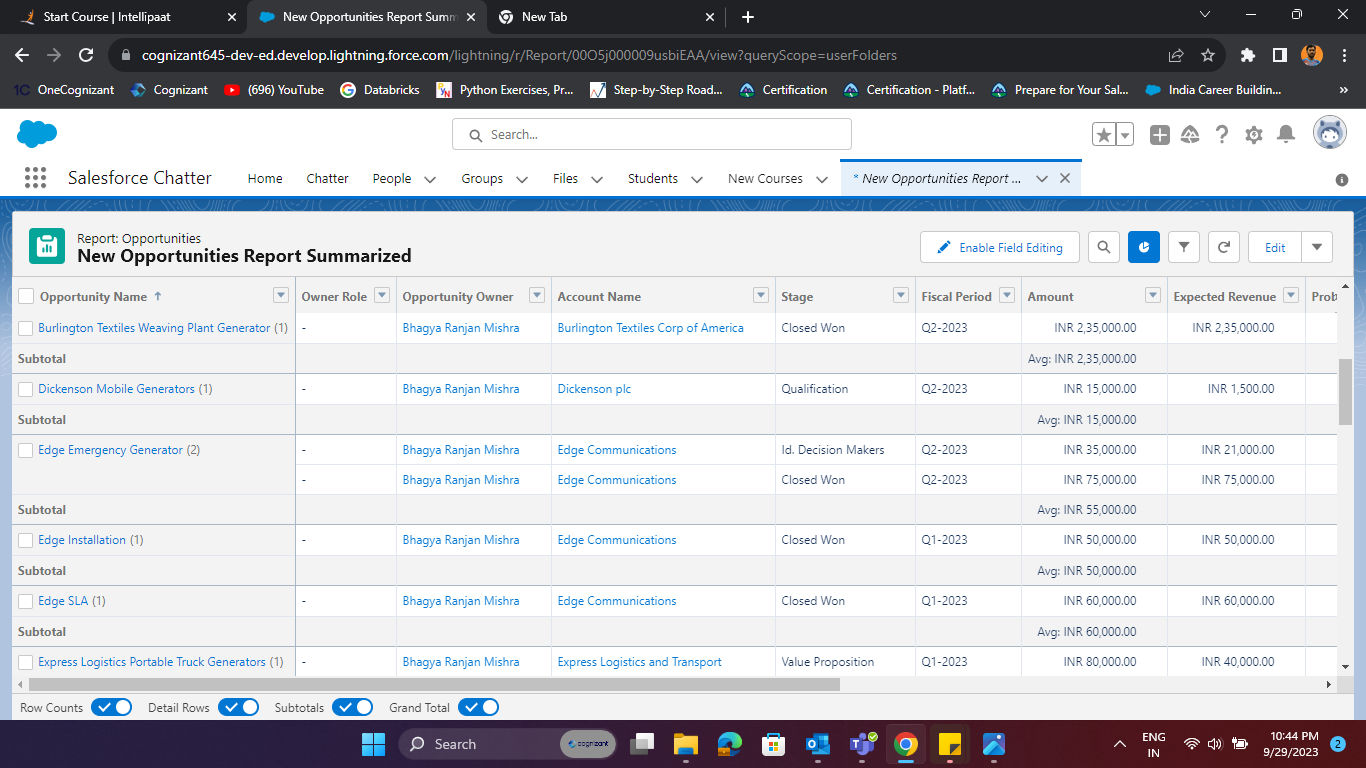 Start Course | Intellipaat
New Opportunities Report Summ
New Tab
cognizant645-dev-ed.develop.lightning.force.com/lightning/r/Report/00O5j000009usbiEAA/view?queryScope=userFolders
1C OneCognizant Cognizant (696) YouTube Databricks Python Exercises, Pr... Step-by-Step Road... Certification Certification - Platf... Prepare for Your Sal... India Career Buildin... »
Search...
Salesforce Chatter Home Chatter People Groups Files Students New Courses * New Opportunities Report ...
Report: Opportunities
New Opportunities Report Summarized
Enable Field Editing Edit
Opportunity Name ↑ Owner Role Opportunity Owner Account Name Stage Fiscal Period Amount Expected Revenue Prob
Burlington Textiles Weaving Plant Generator (1) - Bhagya Ranjan Mishra Burlington Textiles Corp of America Closed Won Q2-2023 INR 2,35,000.00 INR 2,35,000.00
Subtotal Avg: INR 2,35,000.00
Dickenson Mobile Generators (1) - Bhagya Ranjan Mishra Dickenson plc Qualification Q2-2023 INR 15,000.00 INR 1,500.00
Subtotal Avg: INR 15,000.00
Edge Emergency Generator (2) - Bhagya Ranjan Mishra Edge Communications Id. Decision Makers Q2-2023 INR 35,000.00 INR 21,000.00
- Bhagya Ranjan Mishra Edge Communications Closed Won Q2-2023 INR 75,000.00 INR 75,000.00
Subtotal Avg: INR 55,000.00
Edge Installation (1) - Bhagya Ranjan Mishra Edge Communications Closed Won Q1-2023 INR 50,000.00 INR 50,000.00
Subtotal Avg: INR 50,000.00
Edge SLA (1) - Bhagya Ranjan Mishra Edge Communications Closed Won Q1-2023 INR 60,000.00 INR 60,000.00
Subtotal Avg: INR 60,000.00
Express Logistics Portable Truck Generators (1) - Bhagya Ranjan Mishra Express Logistics and Transport Value Proposition Q1-2023 INR 80,000.00 INR 40,000.00
Row Counts Detail Rows Subtotals Grand Total
Search cognizant ENG 10:44 PM
IN 9/29/2023 2